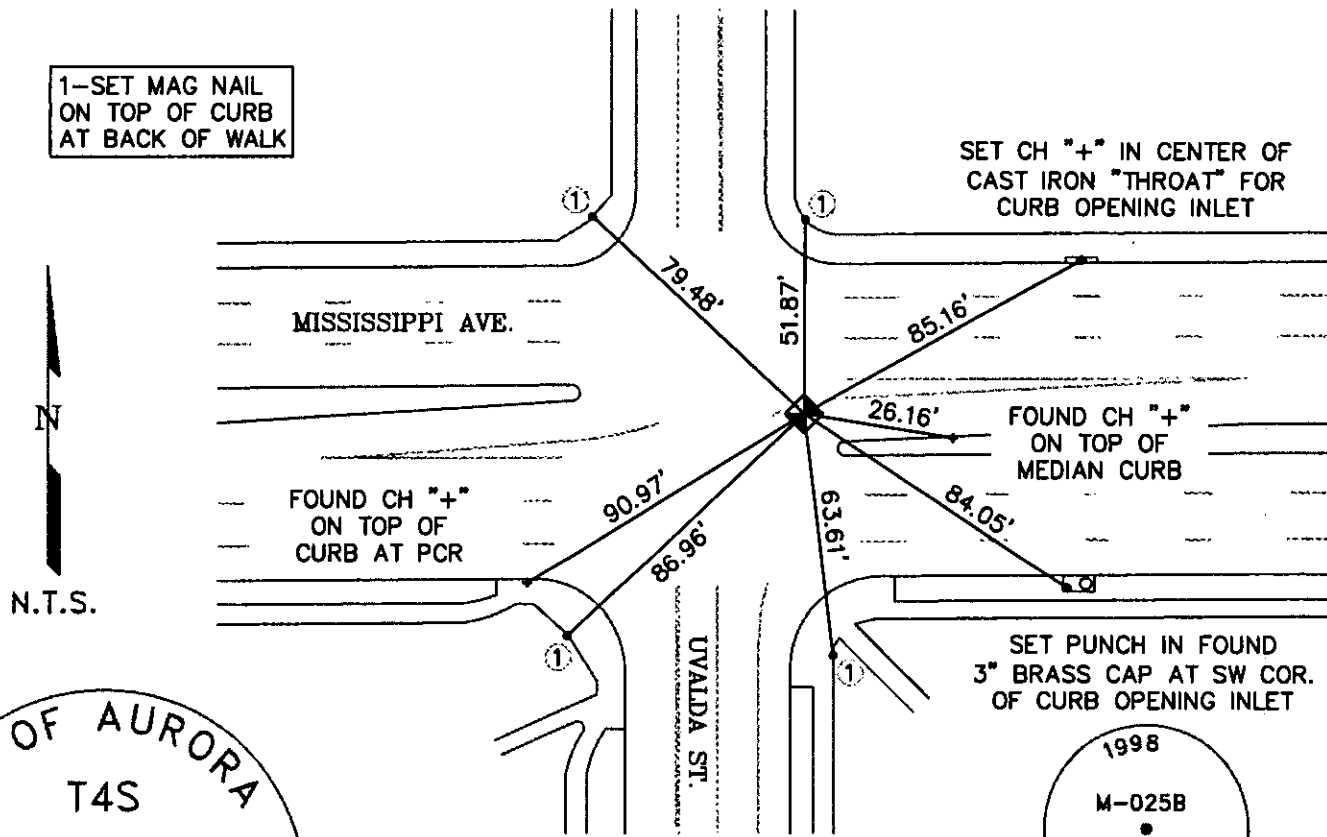 1-SET MAG NAIL
ON TOP OF CURB
AT BACK OF WALK
SET CH "+" IN CENTER OF
CAST IRON "THROAT" FOR
CURB OPENING INLET
1
1
79.48'
51.87'
85.16'
MISSISSIPPI AVE.
26.16'
FOUND CH "+"
ON TOP OF
MEDIAN CURB
N
N.T.S.
FOUND CH "+"
ON TOP OF
CURB AT PCR
90.97'
86.96'
63.61'
84.05'
1
1
UVALDA ST.
SET PUNCH IN FOUND
3" BRASS CAP AT SW COR.
OF CURB OPENING INLET
OF AURORA
T4S
1998
M-025B